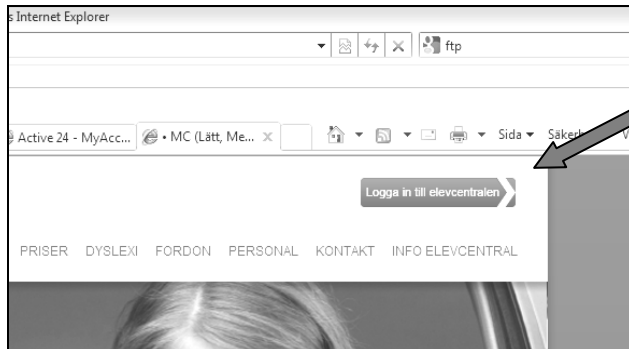 s Internet Explorer
ftp
Active 24 - MyAcc...
• MC (Lätt, Me...
Sida
Logga in till elevcentralen
PRISER DYSLEXI FORDON PERSONAL KONTAKT INFO ELEVCENTRAL